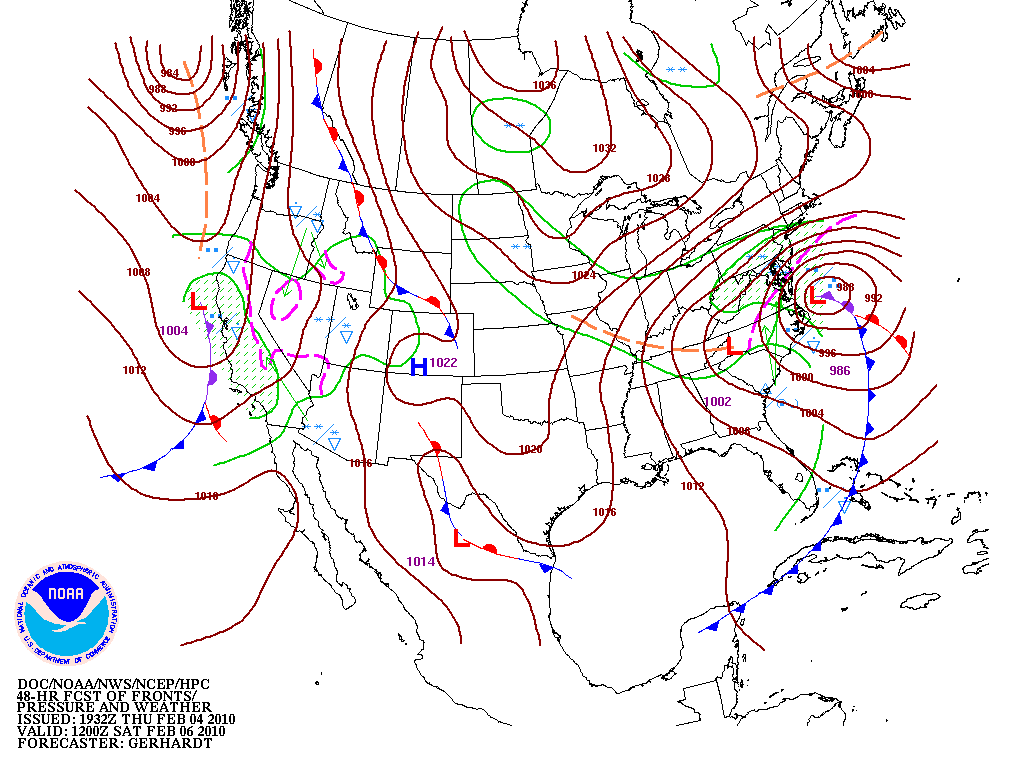 984
988
992
996
1000
1004
1008
1012
1036
1032
1028
1024
1004
1000
L
1004
L
988
992
996
986
L
1000
1002
1004
1008
H 1022
1020
1016
1016
1012
1016
L
1014
NATIONAL OCEANIC AND ATMOSPHERIC ADMINISTRATION
NOAA
U.S. DEPARTMENT OF COMMERCE
DOC/NOAA/NWS/NCEP/HPC
48-HR FCST OF FRONTS/
PRESSURE AND WEATHER
ISSUED: 1932Z THU FEB 04 2010
VALID: 1200Z SAT FEB 06 2010
FORECASTER: GERHARDT